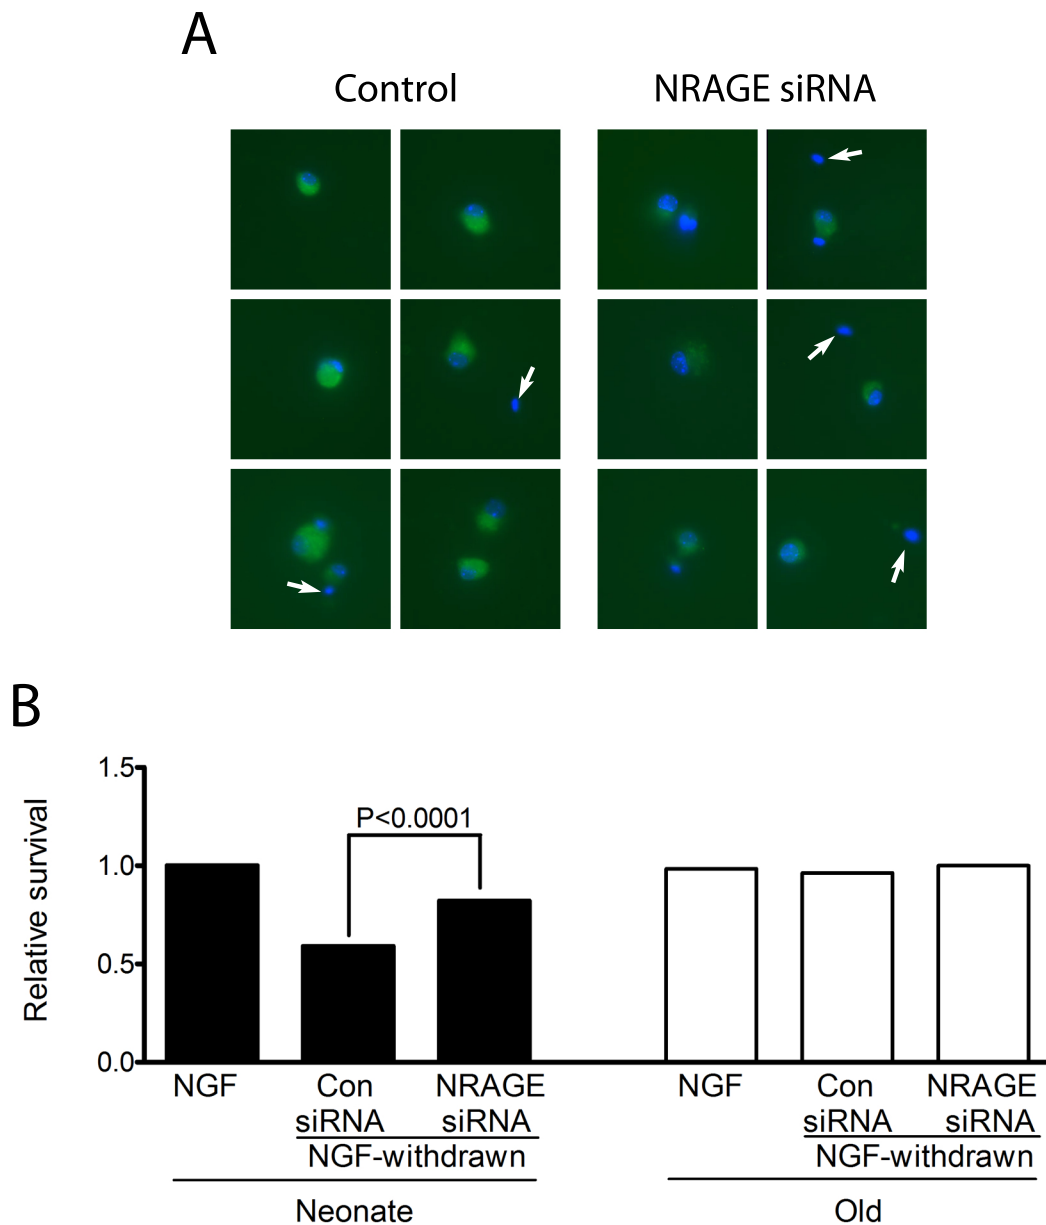 A
Control
NRAGE siRNA
B
1.5
1.0
0.5
0.0
Relative survival
P<0.0001
NGF
Con
siRNA
NRAGE
siRNA
NGF-withdrawn
Neonate
NGF
Con
siRNA
NRAGE
siRNA
NGF-withdrawn
Old